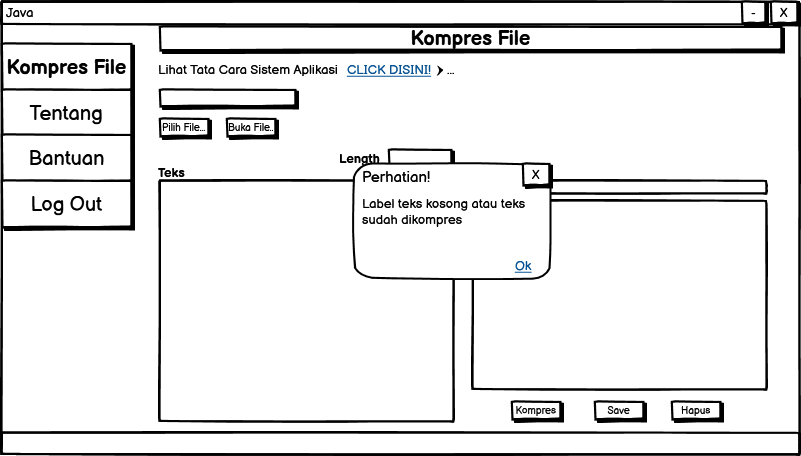 Java
-
X
Kompres File
Kompres File
Tentang
Bantuan
Log Out
Lihat Tata Cara Sistem Aplikasi CLICK DISINI! > ...
Pilih File... Buka File..
Length
Teks
Perhatian! X
Label teks kosong atau teks
sudah dikompres
Ok
Kompres Save Hapus